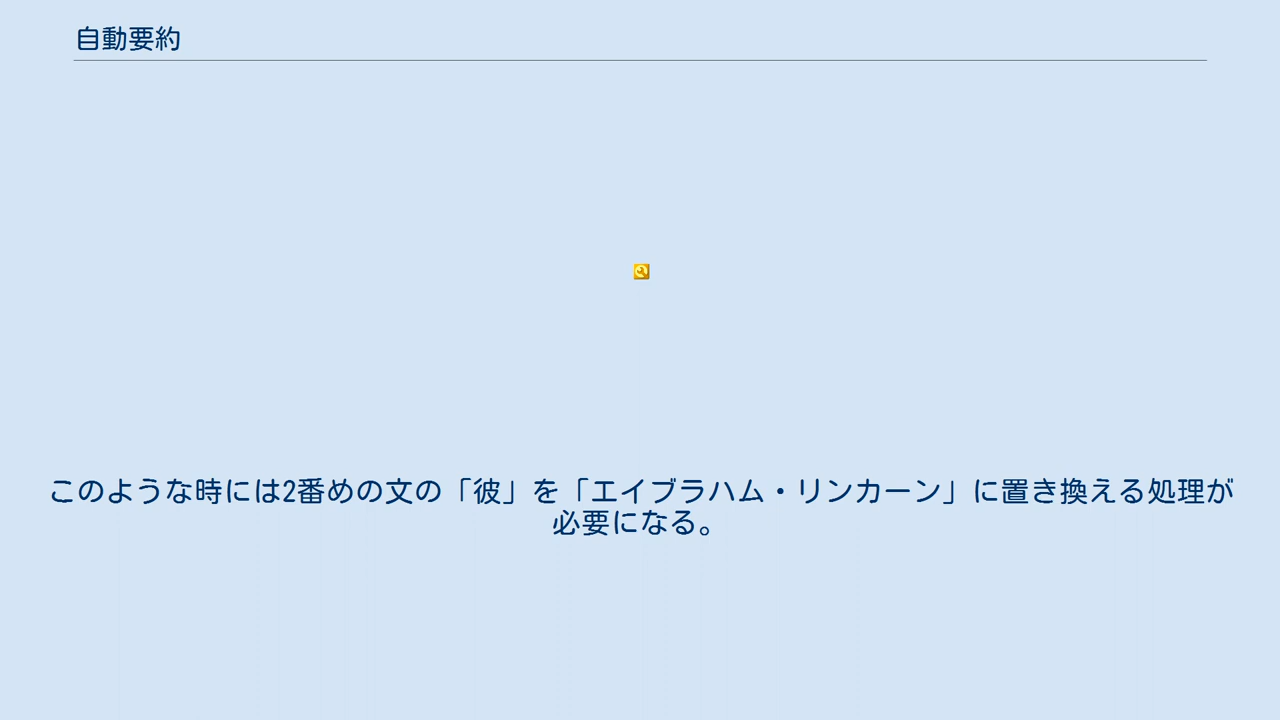 自動要約
このような時には2番めの文の「彼」を「エイブラハム・リンカーン」に置き換える処理が
必要になる。